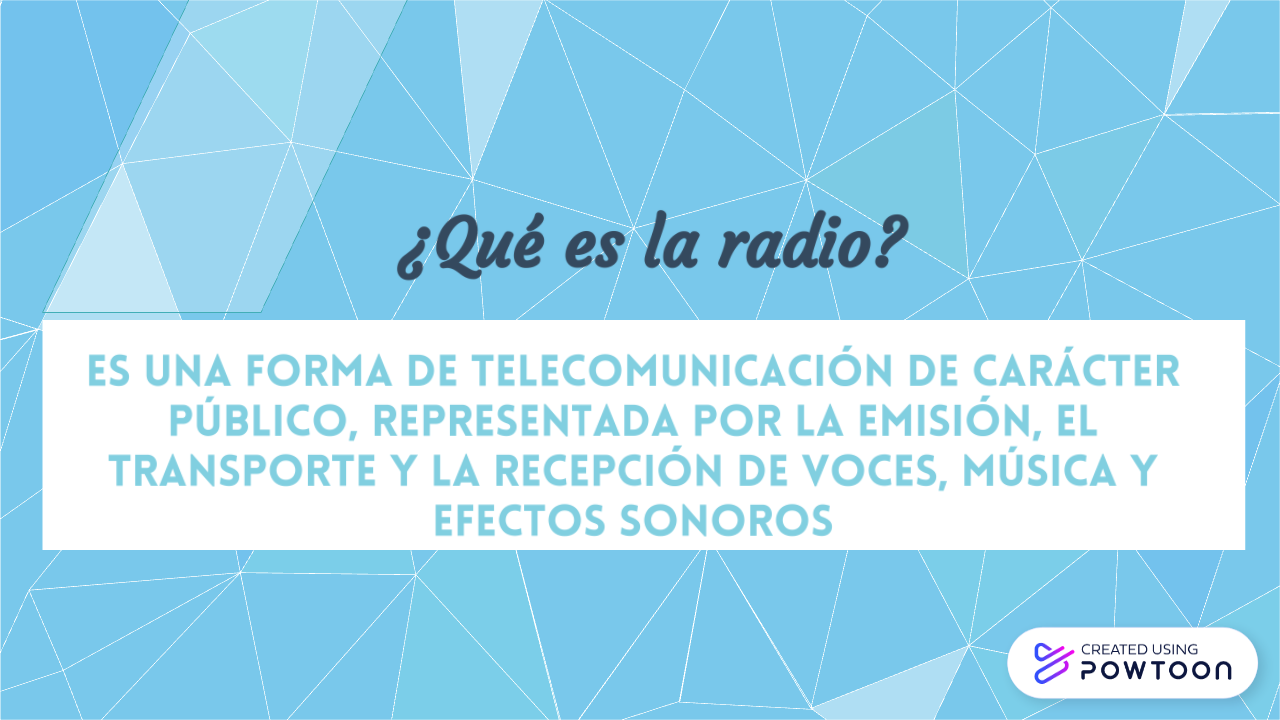 ¿Qué es la radio?
ES UNA FORMA DE TELECOMUNICACIÓN DE CARÁCTER
PÚBLICO, REPRESENTADA POR LA EMISIÓN, EL
TRANSPORTE Y LA RECEPCIÓN DE VOCES, MÚSICA Y
EFECTOS SONOROS
CREATED USING
POWTOON